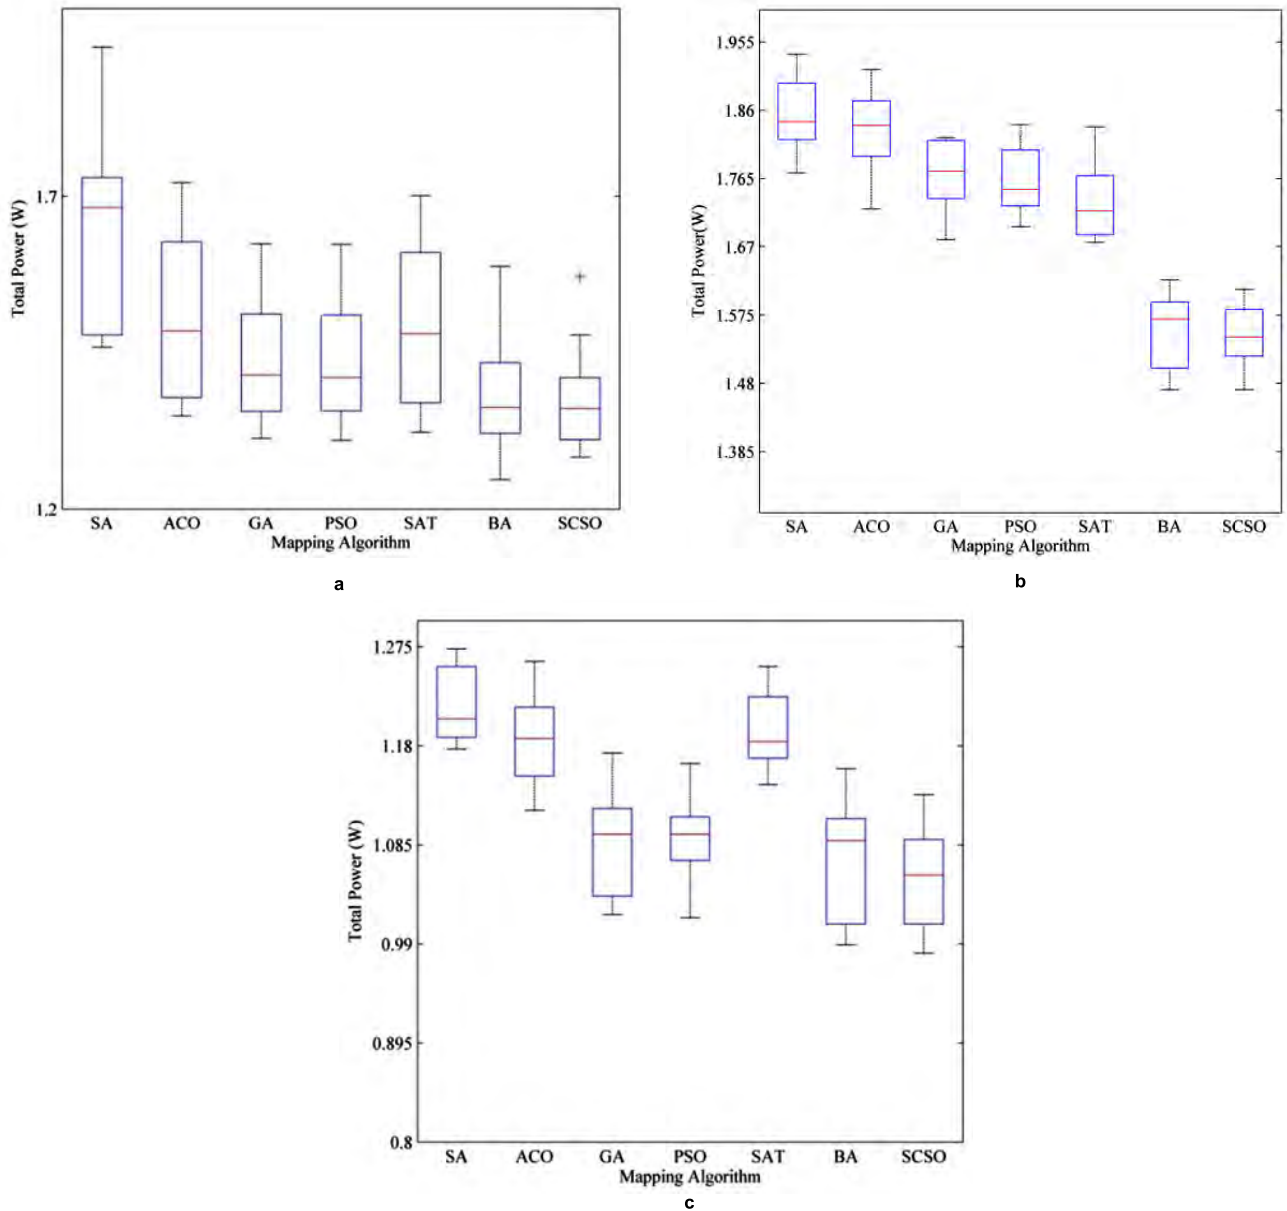 Total Power (W)
1.7
1.2
SA ACO GA PSO SAT BA SCSO
Mapping Algorithm
a
Total Power(W)
1.955
1.86
1.765
1.67
1.575
1.48
1.385
SA ACO GA PSO SAT BA SCSO
Mapping Algorithm
b
Total Power (W)
1.275
1.18
1.085
0.99
0.895
0.8
SA ACO GA PSO SAT BA SCSO
Mapping Algorithm
c